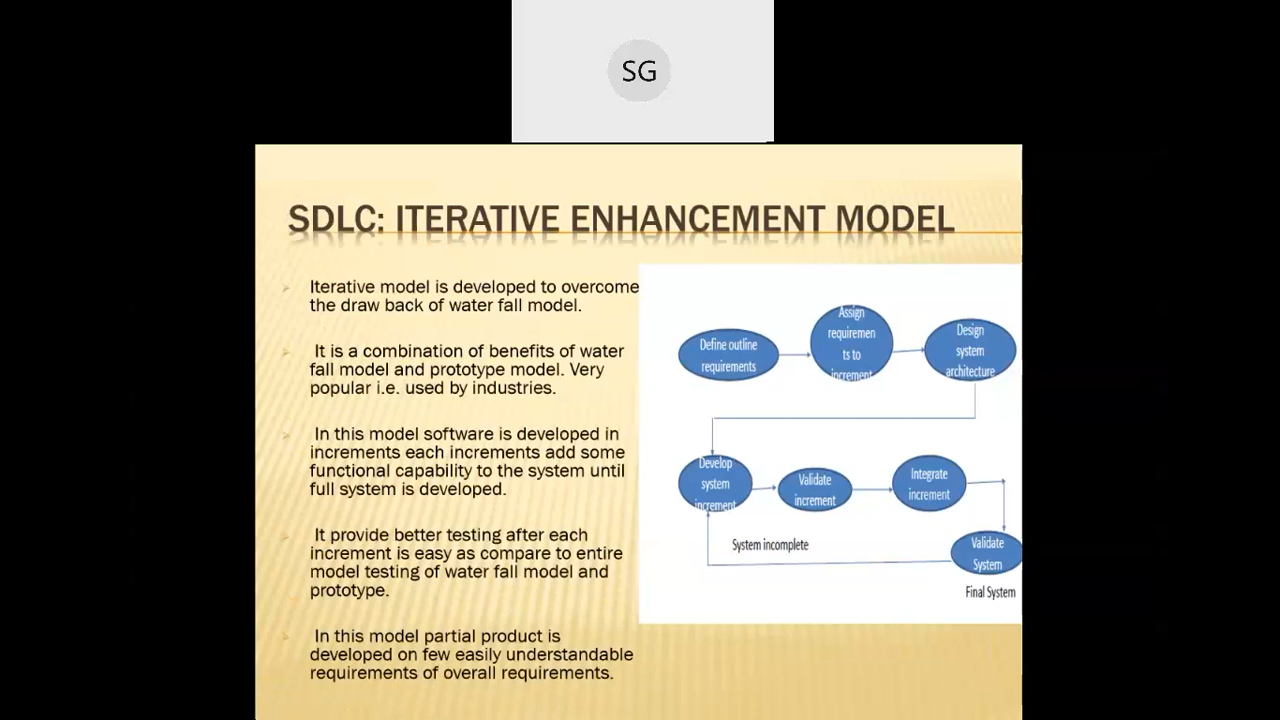 SG
SDLC: ITERATIVE ENHANCEMENT MODEL
Iterative model is developed to overcome
the draw back of water fall model.
It is a combination of benefits of water
fall model and prototype model. Very
popular i.e. used by industries.
In this model software is developed in
increments each increments add some
functional capability to the system until
full system is developed.
It provide better testing after each
increment is easy as compare to entire
model testing of water fall model and
prototype.
In this model partial product is
developed on few easily understandable
requirements of overall requirements.
Define outline
requirements
Assign
requiremen
ts to
increment
Design
system
architecture
Develop
system
increment
Validate
increment
Integrate
increment
System incomplete
Validate
System
Final System